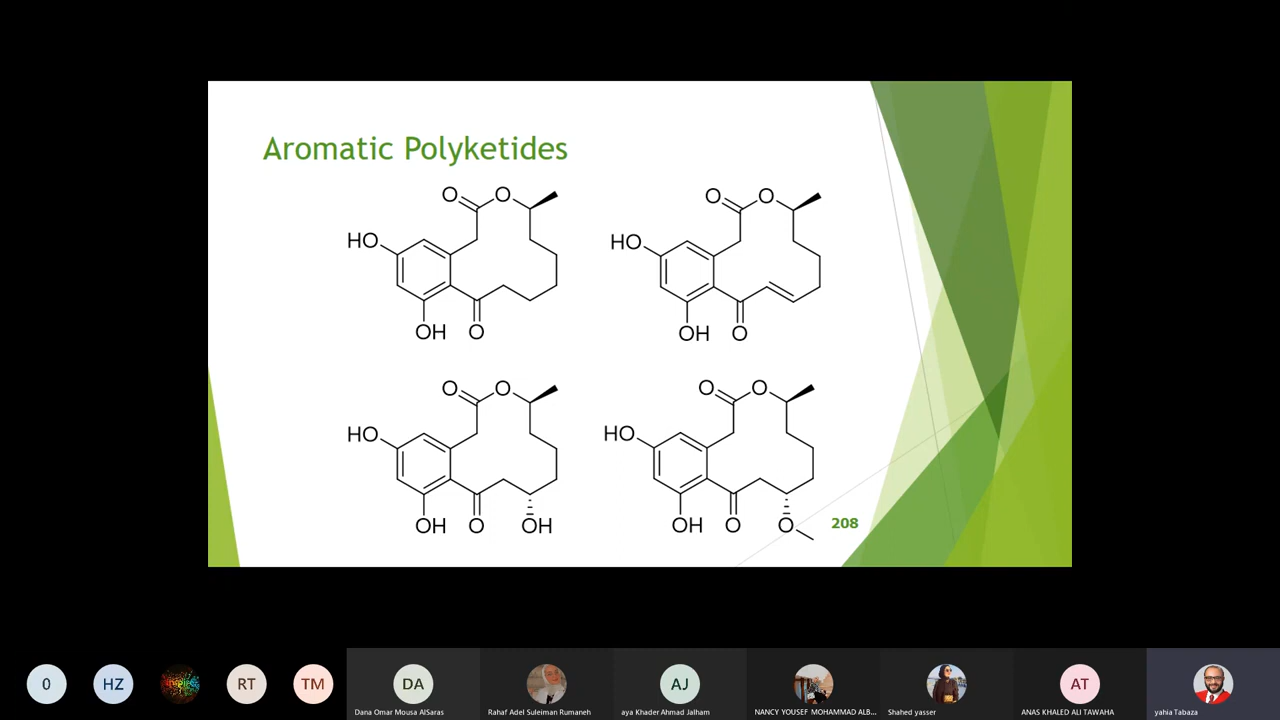 Aromatic Polyketides
O O
HO
OH O
O O
HO
OH O
O O
HO
OH O OH
O O
HO
OH O O
208
0
HZ
RT
TM
DA
Dana Omar Mousa AlSaras
Rahaf Adel Suleiman Rumaneh
AJ
aya Khader Ahmad Jalham
NANCY YOUSEF MOHAMMAD ALB...
Shahed yasser
AT
ANAS KHALED ALI TAWAHA
yahia Tabaza